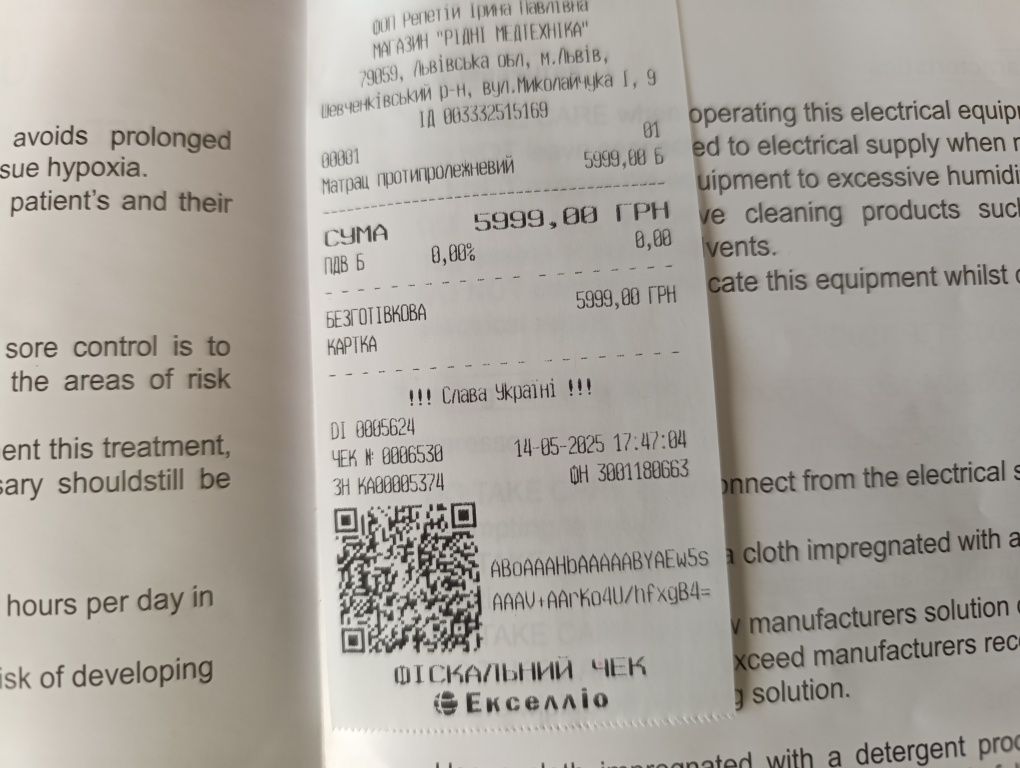 ФОП Репетій Ірина Павлівна
МАГАЗИН "РІДНІ МЕДТЕХНІКА"
79059, Львівська обл, м.Львів,
Шевченківський р-н, вул.Миколайчука І, 9
ІД 003332515169
00001 01
Матрац протипролежневий 5999,00 Б
СУМА 5999,00 ГРН
ПДВ Б 0,00% 0,00
БЕЗГОТІВКОВА 5999,00 ГРН
КАРТКА
!!! Слава Україні !!!
DI 0005624
ЧЕК № 0006530 14-05-2025 17:47:04
ЗН КА00005374 ФН 3001180663
ABoAAAHbAAAAABYAEw5s
AAAV+AArKo4U/hfxgB4=
ФІСКАЛЬНИЙ ЧЕК
Екселліо
avoids prolonged
sue hypoxia.
patient's and their
sore control is to
the areas of risk
ent this treatment,
sary shouldstill be
hours per day in
isk of developing
operating this electrical equip
ed to electrical supply when
uipment to excessive humidi
ve cleaning products suc
vents.
cate this equipment whilst
onnect from the electrical s
a cloth impregnated with a
manufacturers solution
xceed manufacturers rec
solution.
cloth impregnated with a detergent prod